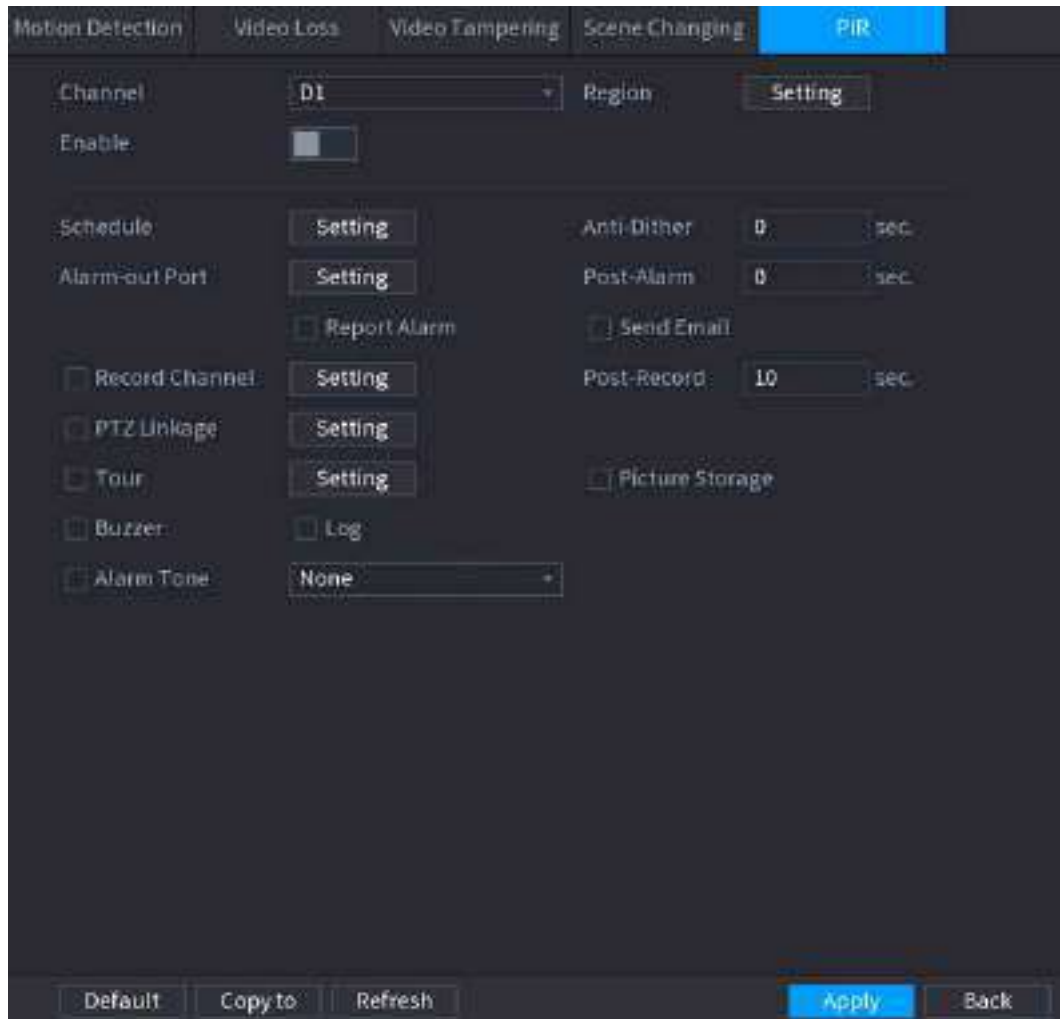 Motion Detection Video Loss Video Tampering Scene Changing PIR
Channel D1 Region Setting
Enable
Schedule Setting Anti-Dither 0 sec.
Alarm-out Port Setting Post-Alarm 0 sec.
Report Alarm Send Email
Record Channel Setting Post-Record 10 sec.
PTZ Linkage Setting
Tour Setting Picture Storage
Buzzer Log
Alarm Tone None
Default Copy to Refresh Apply Back